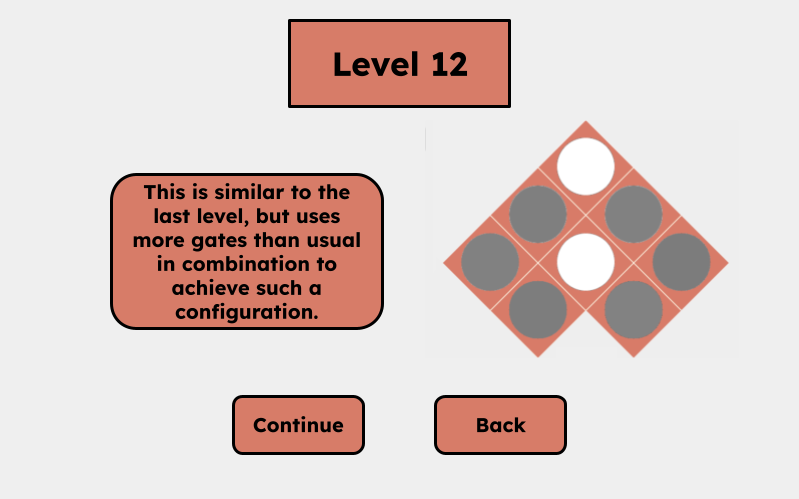 Level 12
This is similar to the
last level, but uses
more gates than usual
in combination to
achieve such a
configuration.
Continue
Back